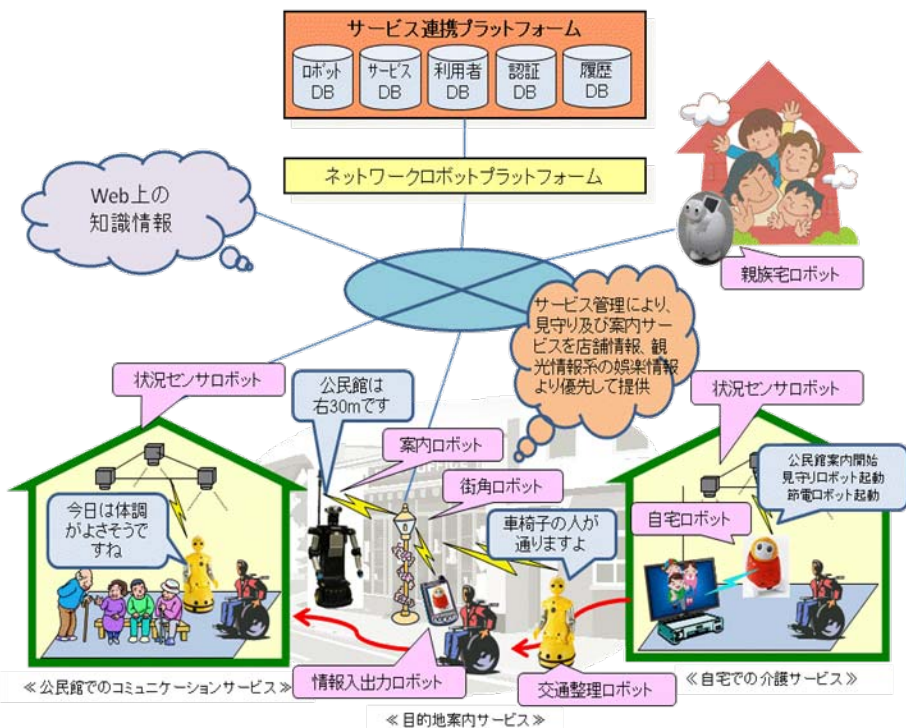 サービス連携プラットフォーム
ロボット
DB
サービス
DB
利用者
DB
認証
DB
履歴
DB
ネットワークロボットプラットフォーム
Web上の
知識情報
親族宅ロボット
サービス管理により、
見守り及び案内サー
ビスを店舗情報、観
光情報系の娯楽情報
より優先して提供
状況センサロボット
公民館は
右30mです
案内ロボット
街角ロボット
状況センサロボット
公民館案内開始
見守りロボット起動
節電ロボット起動
自宅ロボット
今日は体調
がよさそうで
すね
車椅子の人が
通りますよ
情報入出力ロボット
交通整理ロボット
≪公民館でのコミュニケーションサービス≫
≪目的地案内サービス≫
≪自宅での介護サービス≫